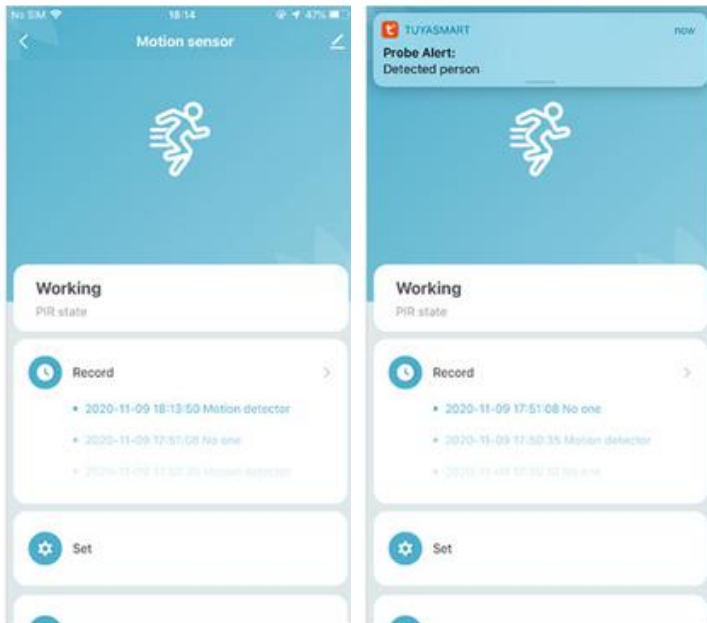 No SIM 18:14 47%
Motion sensor
Working
PIR state
Record
2020-11-09 18:13:50 Motion detector
2020-11-09 17:51:08 No one
Set
TUYASMART now
Probe Alert:
Detected person
Working
PIR state
Record
2020-11-09 17:51:08 No one
2020-11-09 17:50:35 Motion detector
Set